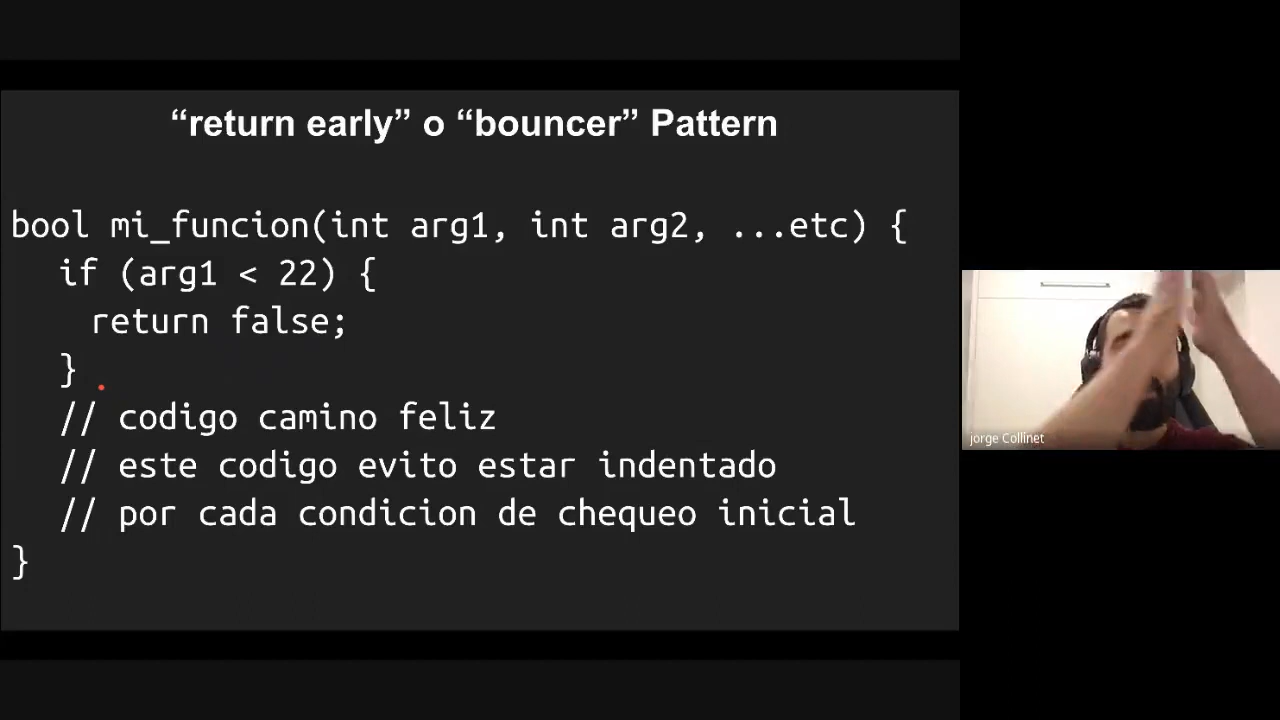 “return early” o “bouncer” Pattern
bool mi_funcion(int arg1, int arg2, ...etc) {
if (arg1 < 22) {
return false;
}
// codigo camino feliz
// este codigo evito estar indentado
// por cada condicion de chequeo inicial
}
jorge Collinet